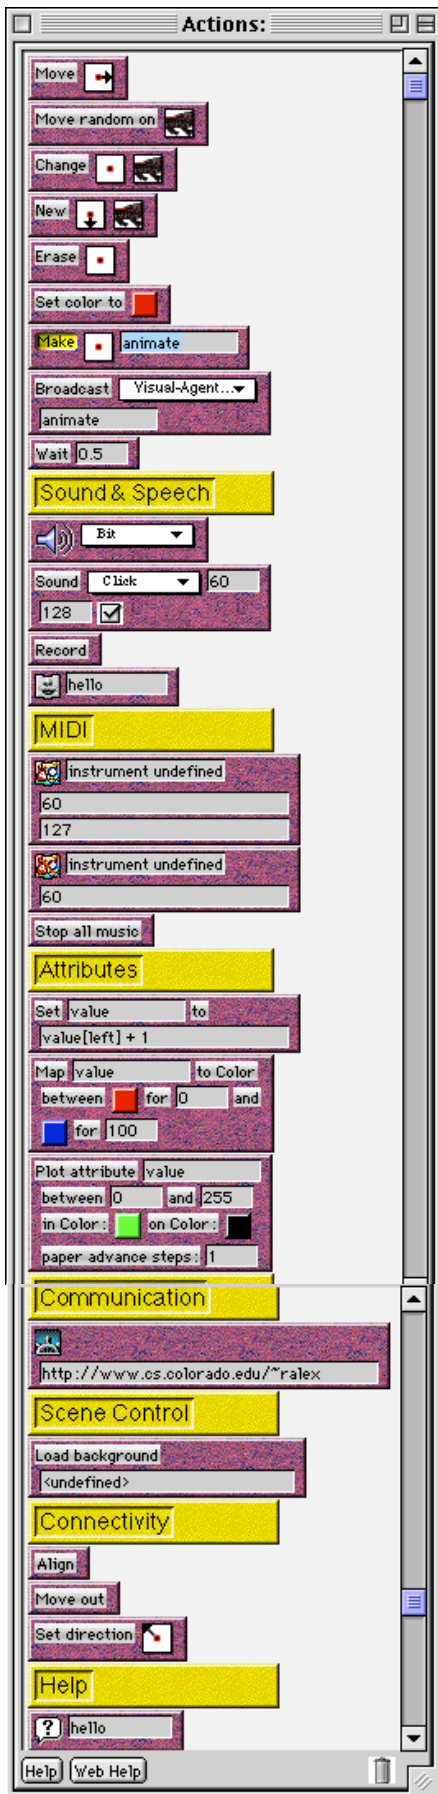 Actions:
Move
Move random on
Change
New
Erase
Set color to
Make animate
Broadcast Visual-Agent...
animate
Wait 0.5
Sound & Speech
Bit
Sound Click 60
128
Record
hello
MIDI
instrument undefined
60
127
instrument undefined
60
Stop all music
Attributes
Set value to
value[left] + 1
Map value to Color
between for 0 and
for 100
Plot attribute value
between 0 and 255
in Color: on Color:
paper advance steps: 1
Communication
http://www.cs.colorado.edu/~ralex
Scene Control
Load background
<undefined>
Connectivity
Align
Move out
Set direction
Help
? hello
Help Web Help